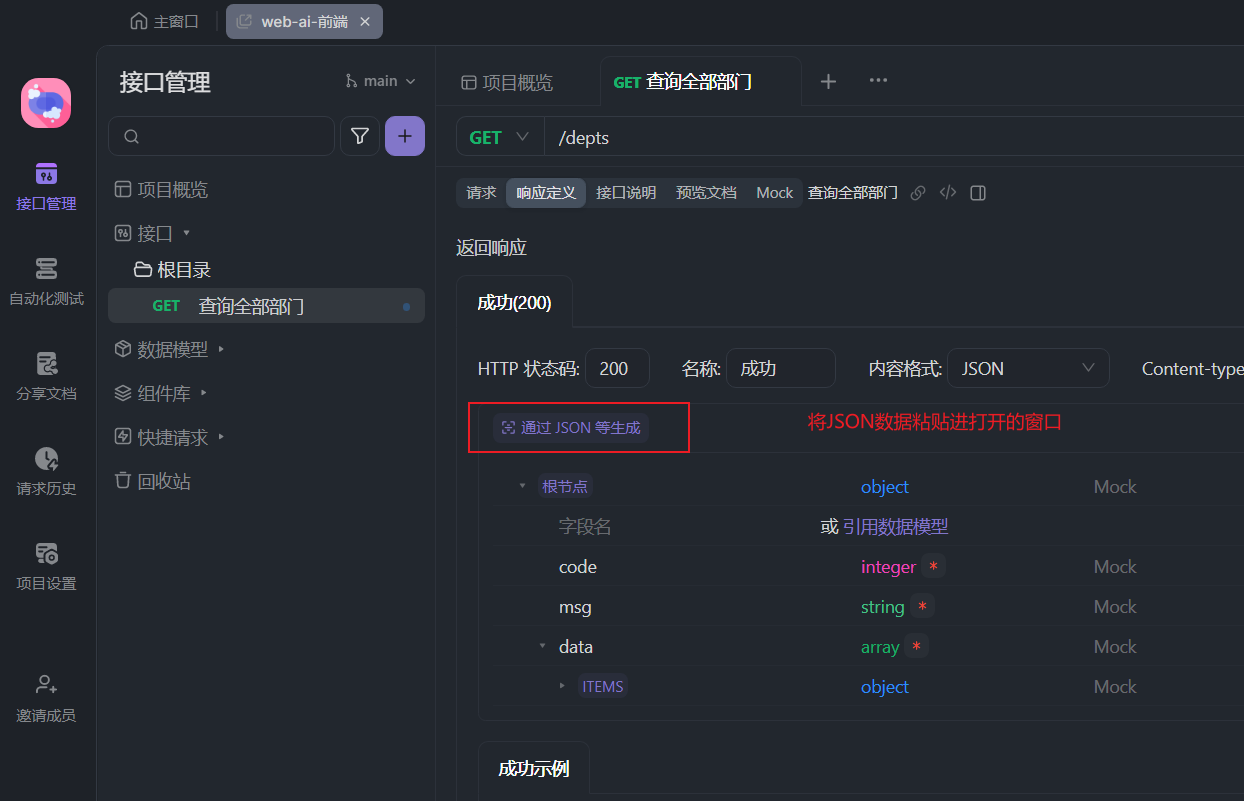 主窗口
web-ai-前端
接口管理
main
项目概览
GET 查询全部部门
GET
/depts
接口管理
自动化测试
分享文档
请求历史
项目设置
邀请成员
项目概览
接口
根目录
GET 查询全部部门
数据模型
组件库
快捷请求
回收站
请求 响应定义 接口说明 预览文档 Mock 查询全部部门
返回响应
成功(200)
HTTP 状态码: 200 名称: 成功 内容格式: JSON Content-type
通过 JSON 等生成
将JSON数据粘贴进打开的窗口
根节点 object Mock
字段名 或 引用数据模型
code integer * Mock
msg string * Mock
data array * Mock
ITEMS object Mock
成功示例